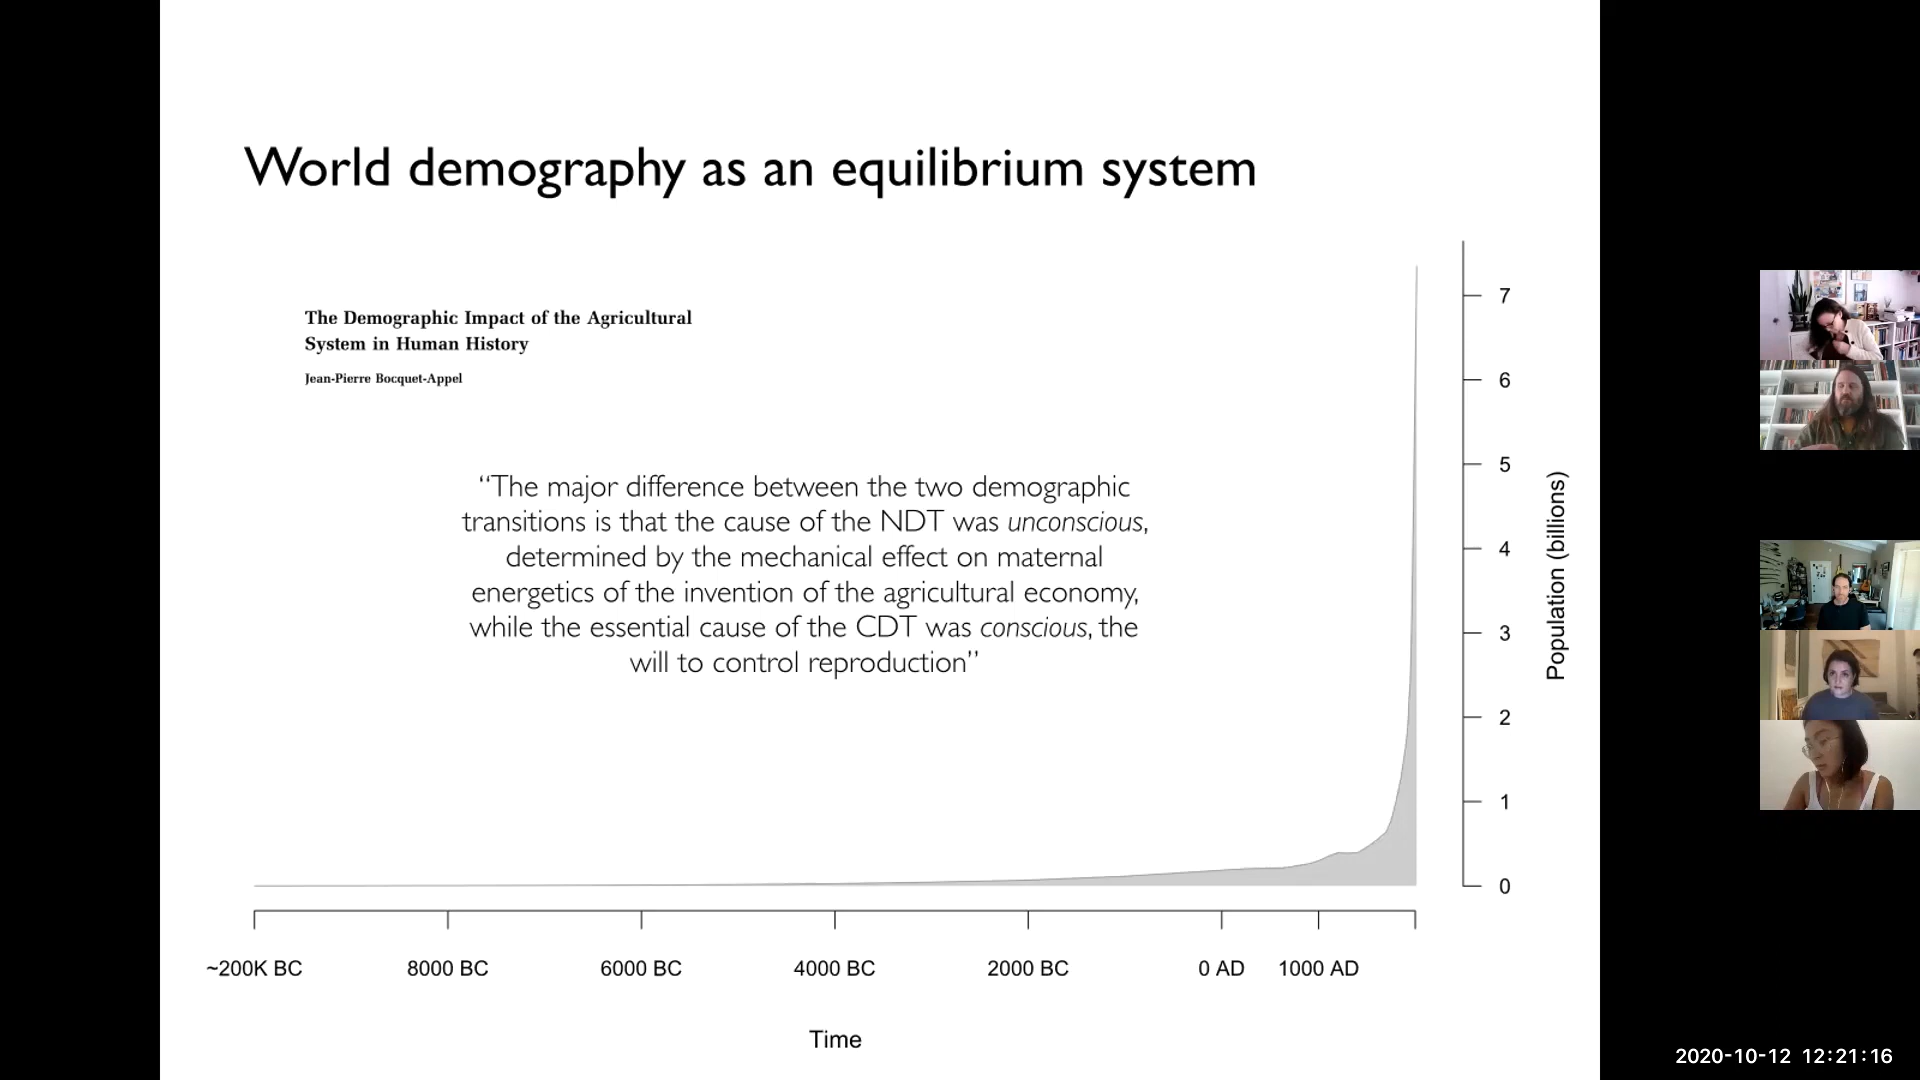 World demography as an equilibrium system
The Demographic Impact of the Agricultural
System in Human History
Jean-Pierre Bocquet-Appel
“The major difference between the two demographic
transitions is that the cause of the NDT was unconscious,
determined by the mechanical effect on maternal
energetics of the invention of the agricultural economy,
while the essential cause of the CDT was conscious, the
will to control reproduction”
7
6
5
4
3
2
1
0
Population (billions)
~200K BC 8000 BC 6000 BC 4000 BC 2000 BC 0 AD 1000 AD
Time
2020-10-12 12:21:16